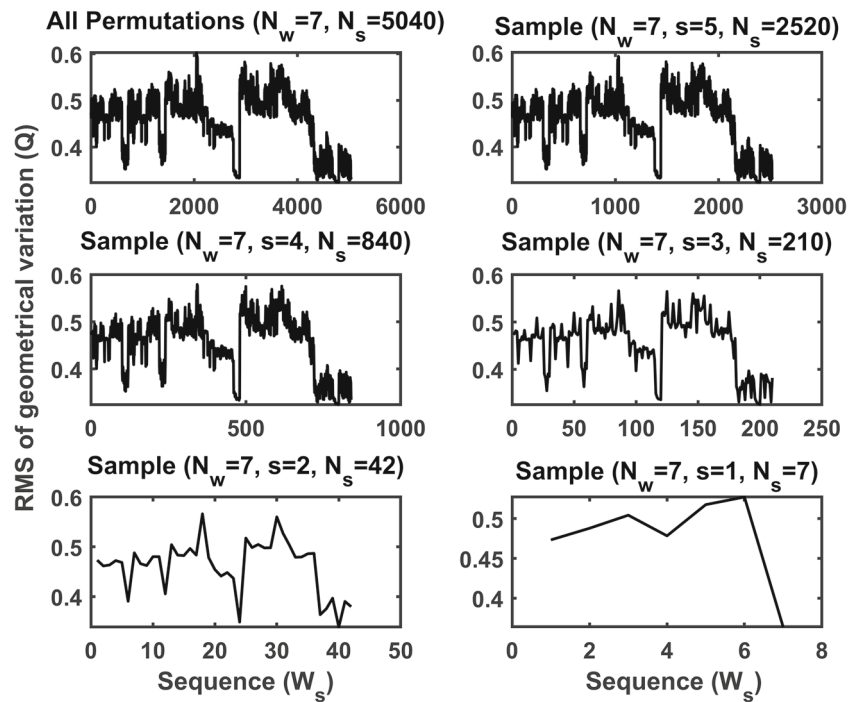 All Permutations (N_w=7, N_s=5040)
0.6
0.5
0.4
0 2000 4000 6000
Sample (N_w=7, s=5, N_s=2520)
0.6
0.5
0.4
0 1000 2000 3000
RMS of geometrical variation (Q)
Sample (N_w=7, s=4, N_s=840)
0.6
0.5
0.4
0 500 1000
Sample (N_w=7, s=3, N_s=210)
0.6
0.5
0.4
0 50 100 150 200 250
Sample (N_w=7, s=2, N_s=42)
0.6
0.5
0.4
0 10 20 30 40 50
Sequence (W_s)
Sample (N_w=7, s=1, N_s=7)
0.5
0.45
0.4
0 2 4 6 8
Sequence (W_s)